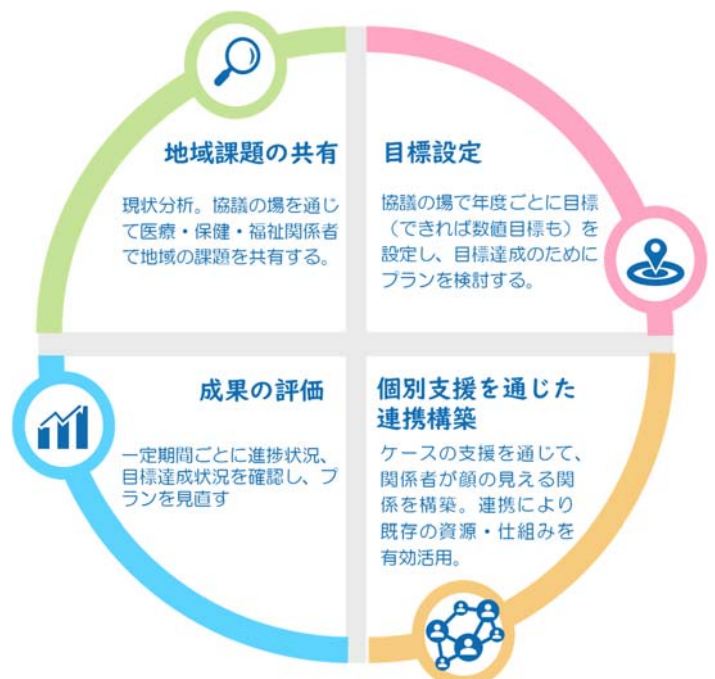 地域課題の共有
現状分析。協議の場を通じ
て医療・保健・福祉関係者
で地域の課題を共有する。
目標設定
協議の場で年度ごとに目標
（できれば数値目標も）を
設定し、目標達成のために
プランを検討する。
成果の評価
一定期間ごとに進捗状況、
目標達成状況を確認し、プ
ランを見直す
個別支援を通じた
連携構築
ケースの支援を通じて、
関係者が顔の見える関
係を構築。連携により
既存の資源・仕組みを
有効活用。